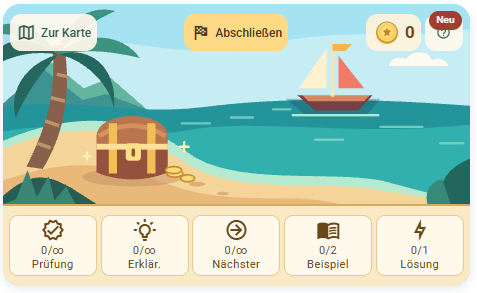 Zur Karte
Abschließen
0
Neu
?
0/∞
Prüfung
0/∞
Erklär.
0/∞
Nächster
0/2
Beispiel
0/1
Lösung